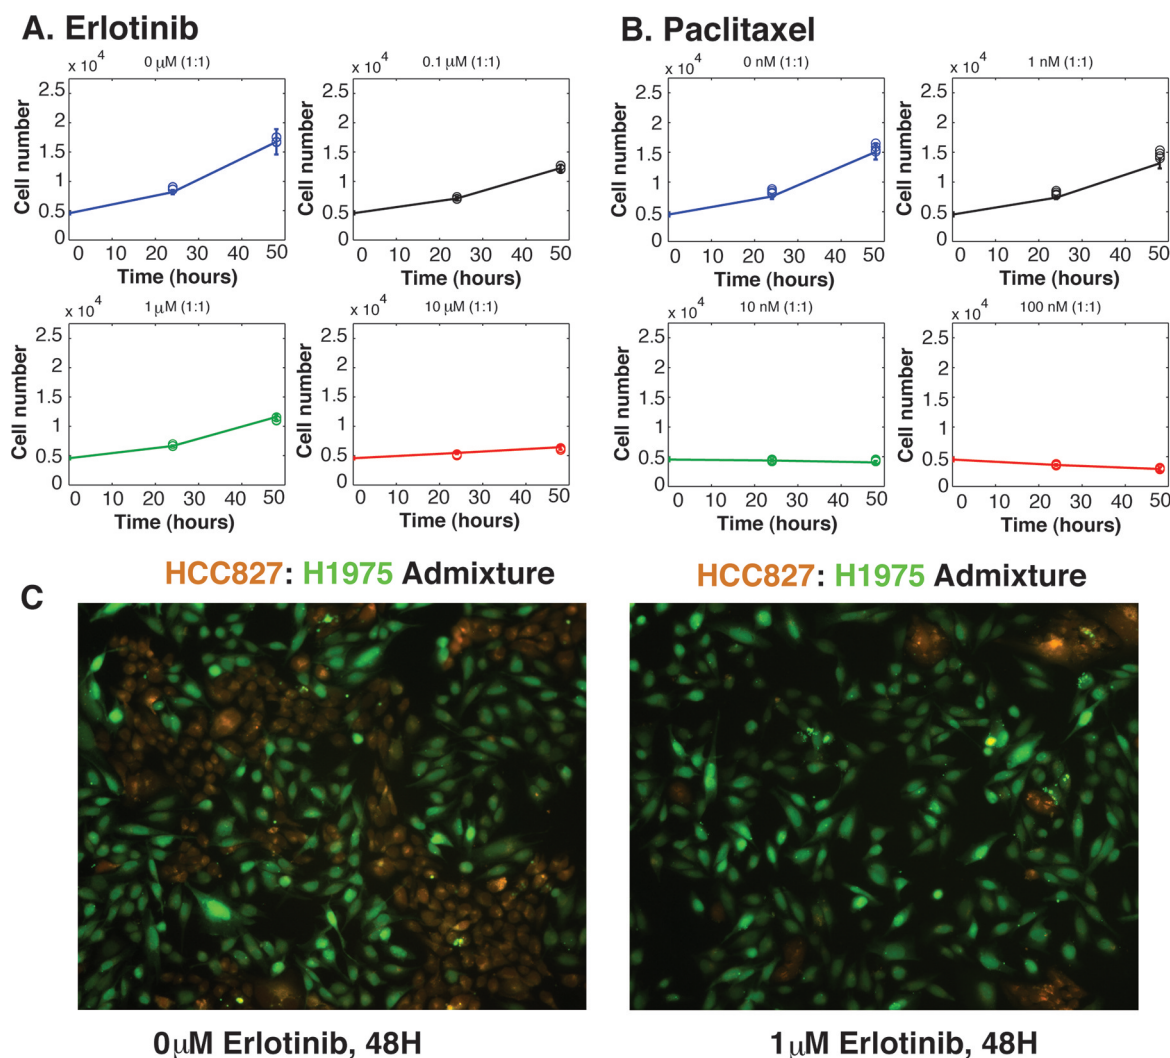 A. Erlotinib
x 10^4
0 μM (1:1)
2.5
2
1.5
1
0.5
0
Cell number
0 10 20 30 40 50
Time (hours)
x 10^4
0.1 μM (1:1)
2.5
2
1.5
1
0.5
0
Cell number
0 10 20 30 40 50
Time (hours)
x 10^4
1 μM (1:1)
2.5
2
1.5
1
0.5
0
Cell number
0 10 20 30 40 50
Time (hours)
x 10^4
10 μM (1:1)
2.5
2
1.5
1
0.5
0
Cell number
0 10 20 30 40 50
Time (hours)
B. Paclitaxel
x 10^4
0 nM (1:1)
2.5
2
1.5
1
0.5
0
Cell number
0 10 20 30 40 50
Time (hours)
x 10^4
1 nM (1:1)
2.5
2
1.5
1
0.5
0
Cell number
0 10 20 30 40 50
Time (hours)
x 10^4
10 nM (1:1)
2.5
2
1.5
1
0.5
0
Cell number
0 10 20 30 40 50
Time (hours)
x 10^4
100 nM (1:1)
2.5
2
1.5
1
0.5
0
Cell number
0 10 20 30 40 50
Time (hours)
C
HCC827: H1975 Admixture
HCC827: H1975 Admixture
0μM Erlotinib, 48H
1μM Erlotinib, 48H